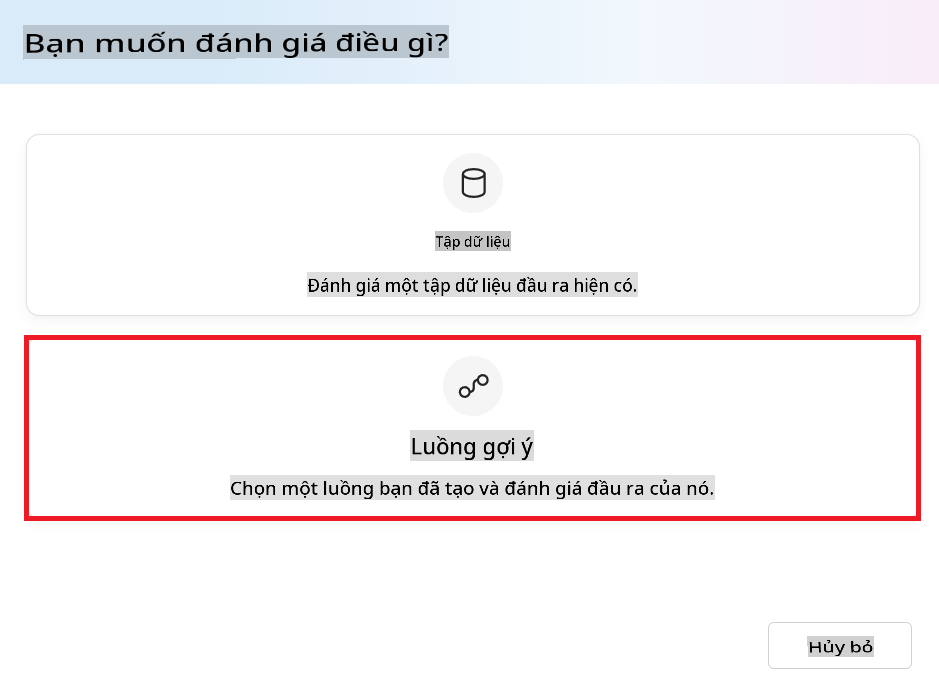 Bạn muốn đánh giá điều gì?
Tập dữ liệu
Đánh giá một tập dữ liệu đầu ra hiện có.
Luồng gợi ý
Chọn một luồng bạn đã tạo và đánh giá đầu ra của nó.
Hủy bỏ